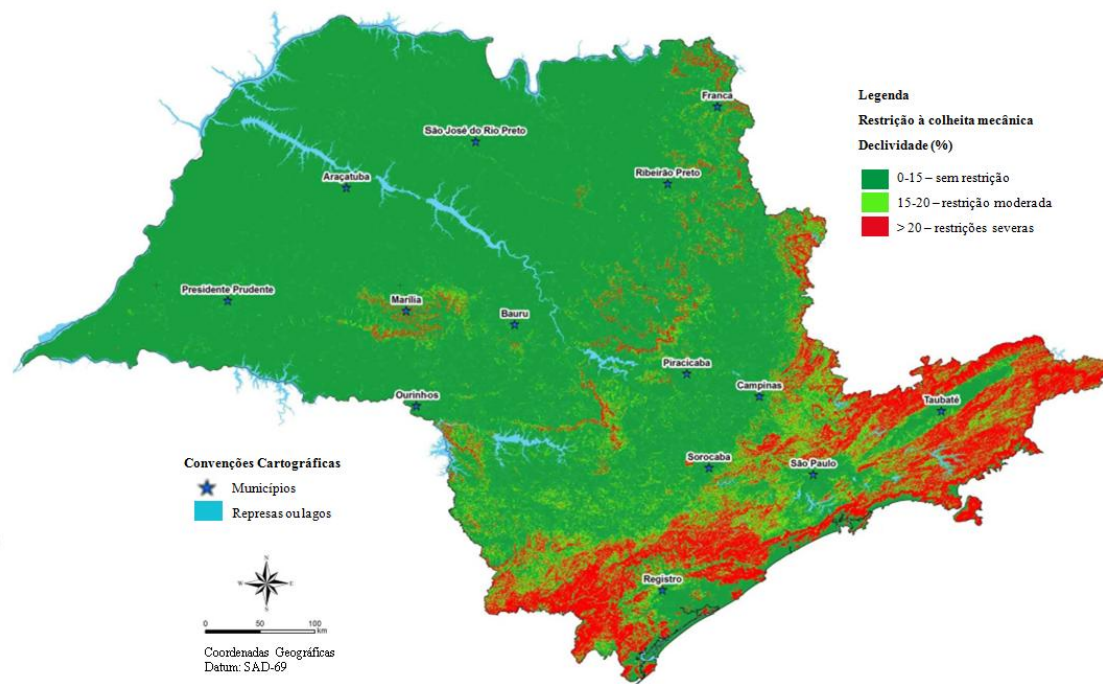 Franca
São José do Rio Preto
Ribeirão Preto
Araçatuba
Presidente Prudente
Marília
Bauru
Piracicaba
Campinas
Ourinhos
Taubaté
Sorocaba
São Paulo
Registro
Legenda
Restrição à colheita mecânica
Declividade (%)
0-15 – sem restrição
15-20 – restrição moderada
> 20 – restrições severas
Convenções Cartográficas
Municípios
Represas ou lagos
N
W E
S
0 50 100
km
Coordenadas Geográficas
Datum: SAD-69